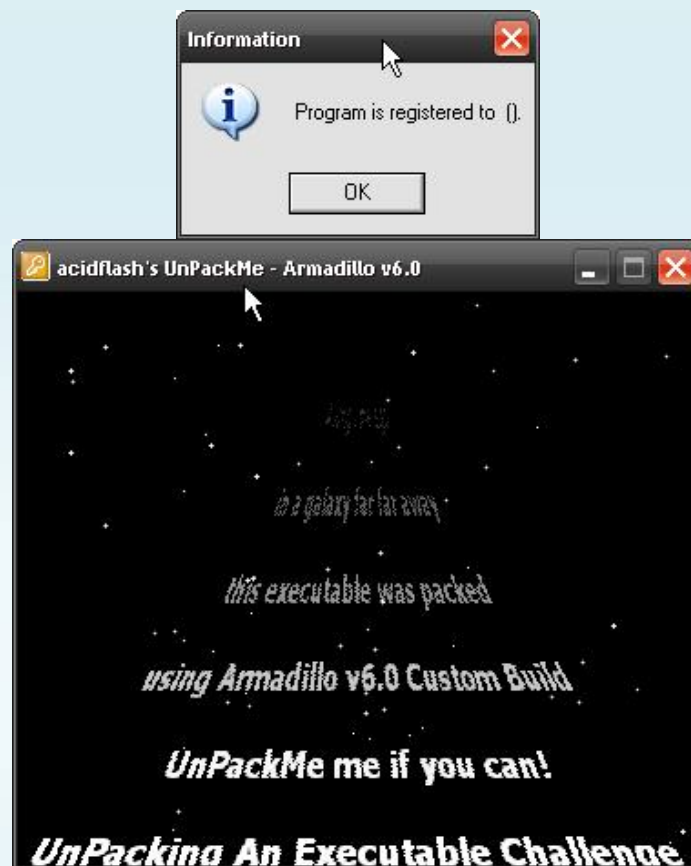 Information
Program is registered to ().
OK
acidflash's UnPackMe - Armadillo v6.0
in a galaxy far far away
this executable was packed
using Armadillo v6.0 Custom Build
UnPackMe me if you can!
UnPacking An Executable Challenge